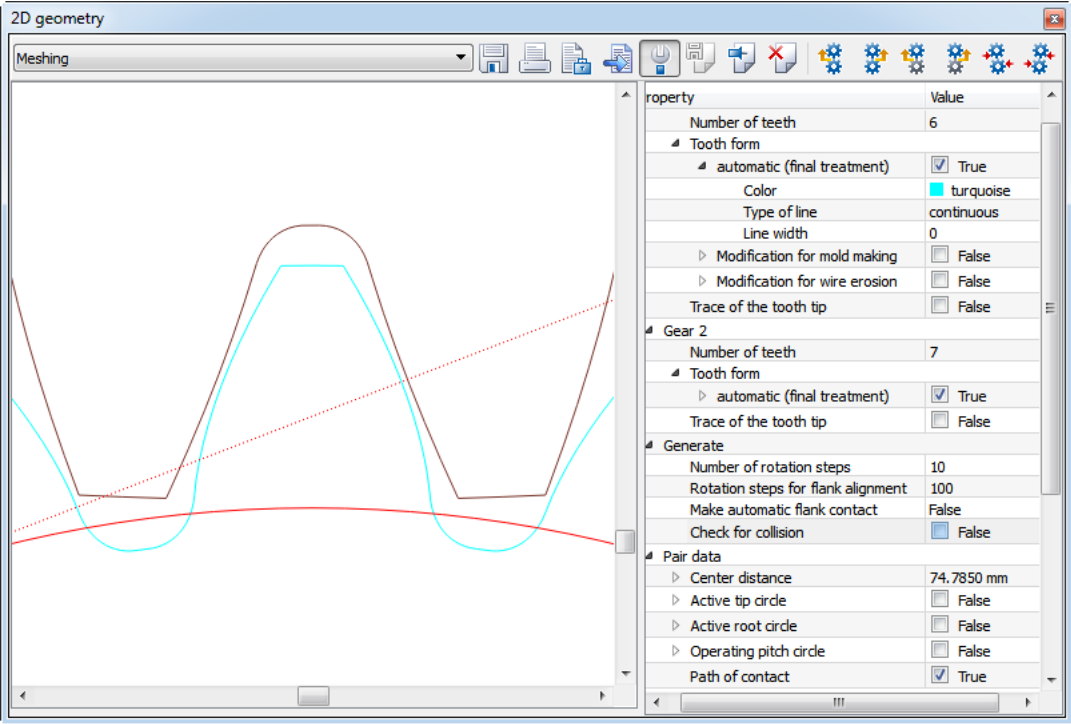 2D geometry
Meshing
roperty Value
Number of teeth 6
Tooth form
automatic (final treatment) True
Color turquoise
Type of line continuous
Line width 0
Modification for mold making False
Modification for wire erosion False
Trace of the tooth tip False
Gear 2
Number of teeth 7
Tooth form
automatic (final treatment) True
Trace of the tooth tip False
Generate
Number of rotation steps 10
Rotation steps for flank alignment 100
Make automatic flank contact False
Check for collision False
Pair data
Center distance 74.7850 mm
Active tip circle False
Active root circle False
Operating pitch circle False
Path of contact True